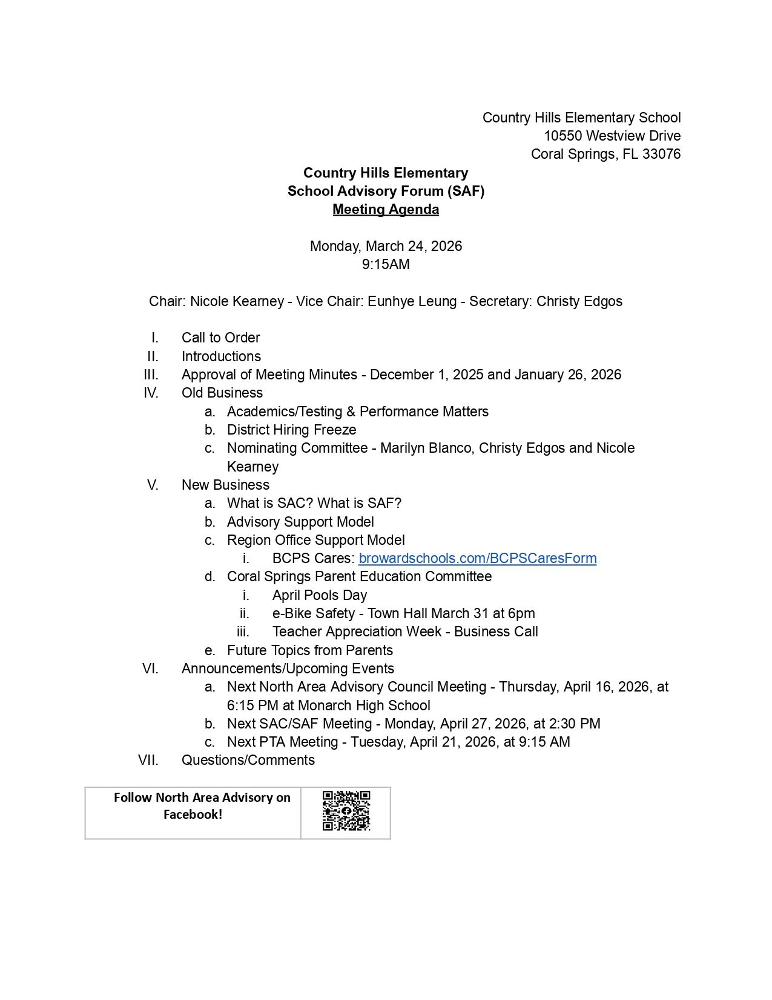 Country Hills Elementary School
10550 Westview Drive
Coral Springs, FL 33076
Country Hills Elementary
School Advisory Forum (SAF)
Meeting Agenda
Monday, March 24, 2026
9:15AM
Chair: Nicole Kearney - Vice Chair: Eunhye Leung - Secretary: Christy Edgos
I. Call to Order
II. Introductions
III. Approval of Meeting Minutes - December 1, 2025 and January 26, 2026
IV. Old Business
a. Academics/Testing & Performance Matters
b. District Hiring Freeze
c. Nominating Committee - Marilyn Blanco, Christy Edgos and Nicole
Kearney
V. New Business
a. What is SAC? What is SAF?
b. Advisory Support Model
c. Region Office Support Model
i. BCPS Cares: browardschools.com/BCPSCaresForm
d. Coral Springs Parent Education Committee
i. April Pools Day
ii. e-Bike Safety - Town Hall March 31 at 6pm
iii. Teacher Appreciation Week - Business Call
e. Future Topics from Parents
VI. Announcements/Upcoming Events
a. Next North Area Advisory Council Meeting - Thursday, April 16, 2026, at
6:15 PM at Monarch High School
b. Next SAC/SAF Meeting - Monday, April 27, 2026, at 2:30 PM
c. Next PTA Meeting - Tuesday, April 21, 2026, at 9:15 AM
VII. Questions/Comments
Follow North Area Advisory on
Facebook!